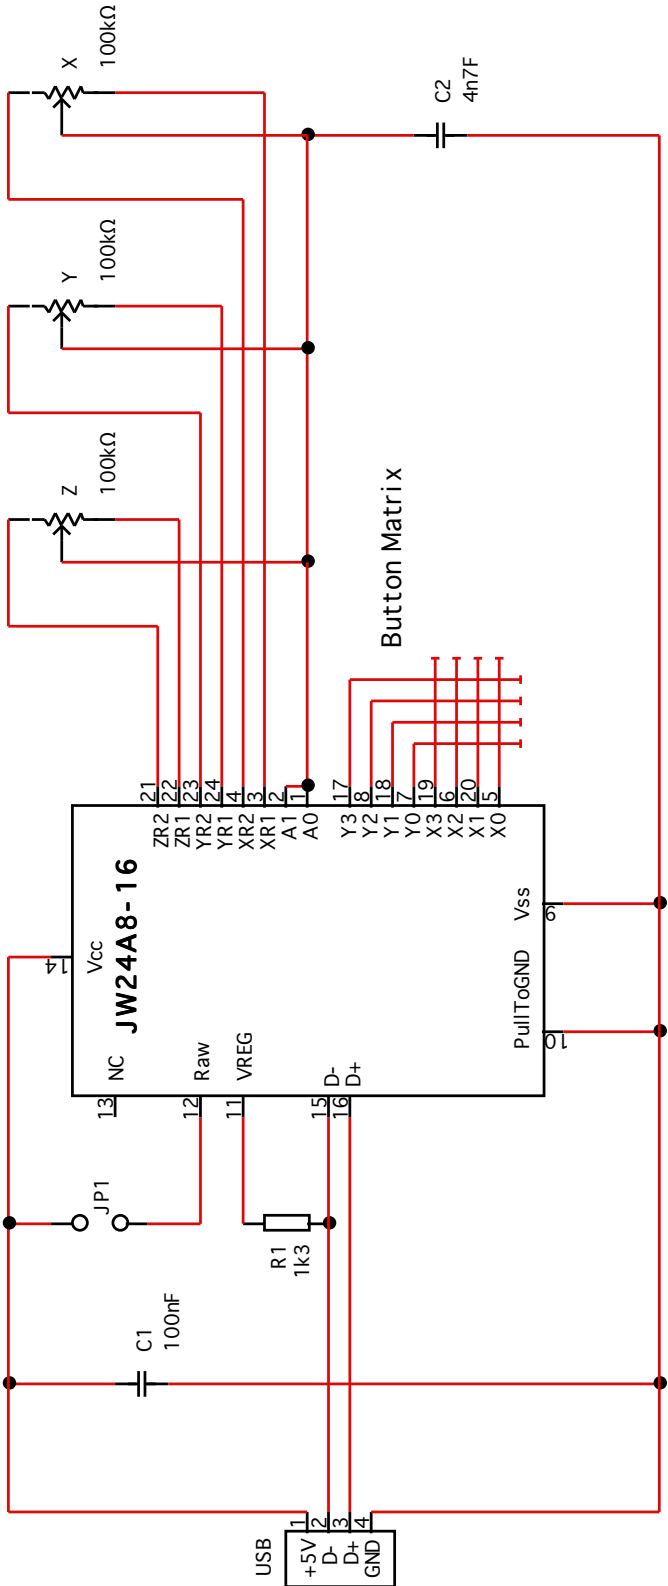 USB
+5V 1
D- 2
D+ 3
GND 4
C1
100nF
JP1
R1
1k3
JW24A8-16
13 NC
12 Raw
11 VREG
15 D-
16 D+
14 Vcc
PullToGND 10
Vss 9
ZR2 21
ZR1 22
YR2 23
YR1 24
XR2 4
XR1 3
A1 2
A0 1
Y3 17
Y2 8
Y1 18
Y0 7
X3 19
X2 6
X1 20
X0 5
Button Matrix
Z
100kΩ
Y
100kΩ
X
100kΩ
C2
4n7F